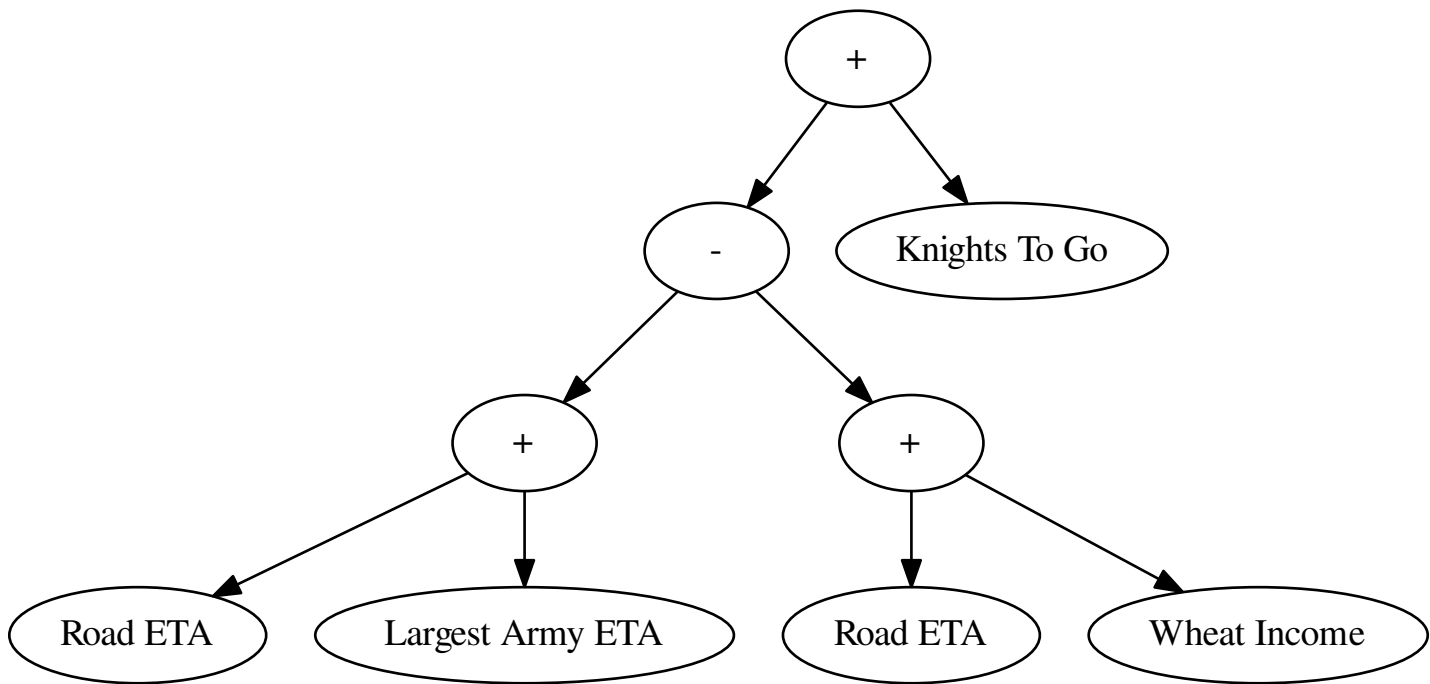 +
-
Knights To Go
+
+
Road ETA
Largest Army ETA
Road ETA
Wheat Income